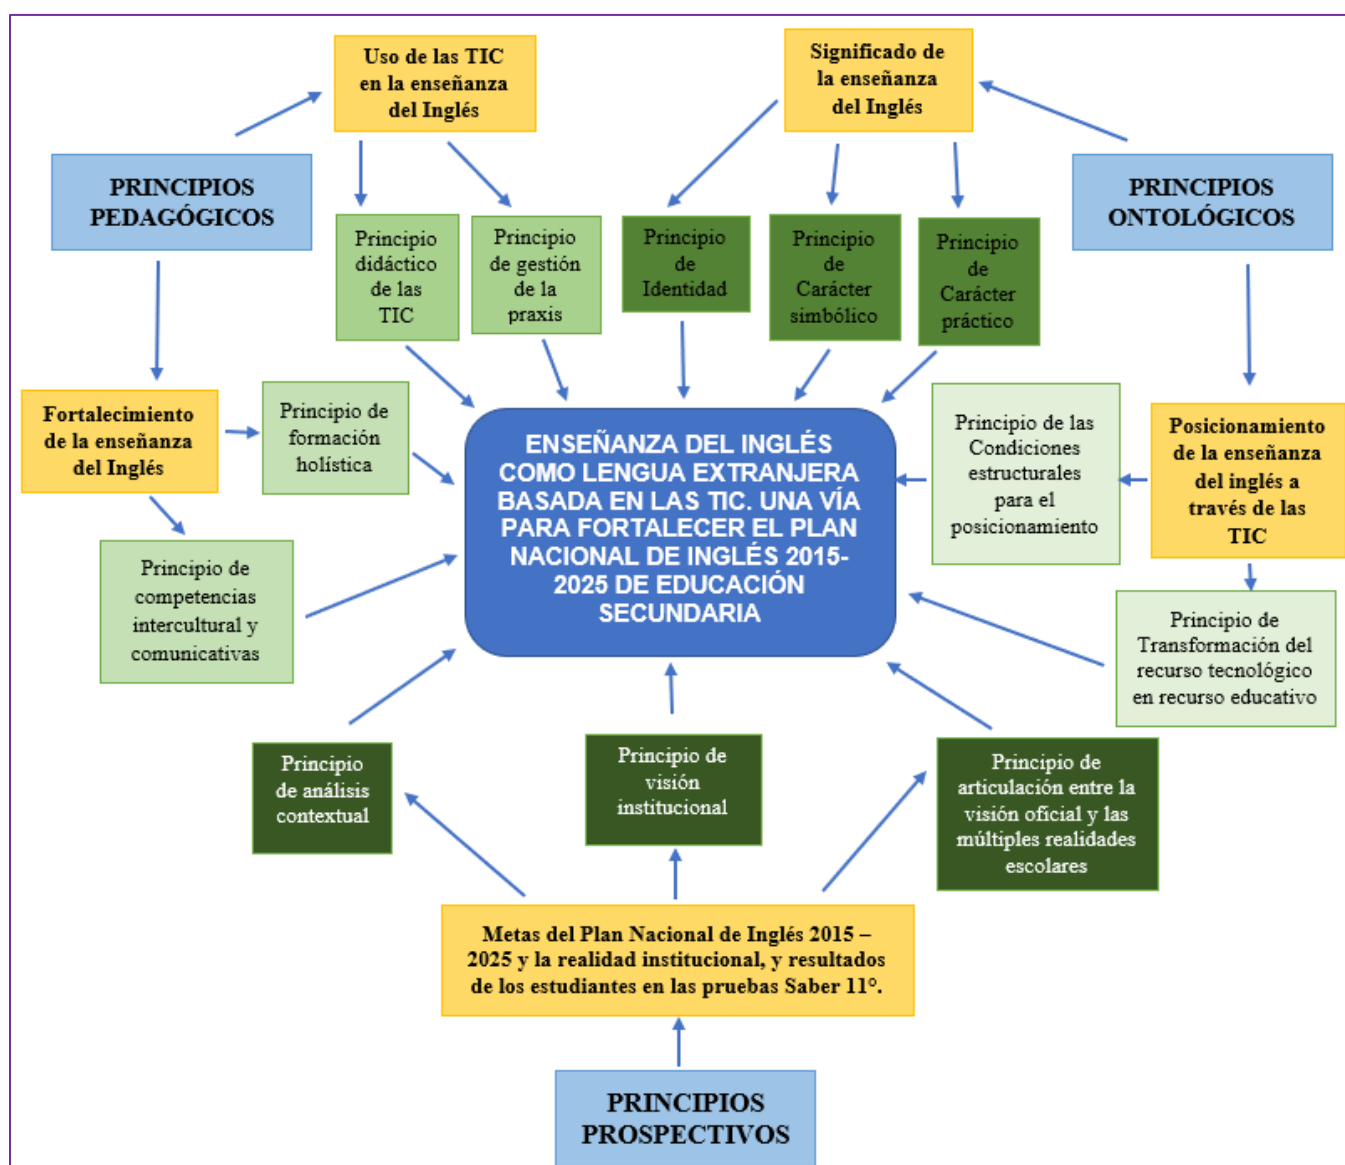 Uso de las TIC
en la enseñanza
del Inglés
Significado de
la enseñanza
del Inglés
PRINCIPIOS
PEDAGÓGICOS
PRINCIPIOS
ONTOLÓGICOS
Principio
didáctico
de las
TIC
Principio
de gestión
de la
praxis
Principio
de
Identidad
Principio
de
Carácter
simbólico
Principio
de
Carácter
práctico
Fortalecimiento
de la enseñanza
del Inglés
Principio de
formación
holística
ENSEÑANZA DEL INGLÉS
COMO LENGUA EXTRANJERA
BASADA EN LAS TIC. UNA VÍA
PARA FORTALECER EL PLAN
NACIONAL DE INGLÉS 2015-
2025 DE EDUCACIÓN
SECUNDARIA
Principio de las
Condiciones
estructurales
para el
posicionamiento
Posicionamiento
de la enseñanza
del inglés a
través de las
TIC
Principio de
competencias
intercultural y
comunicativas
Principio de
Transformación del
recurso tecnológico
en recurso educativo
Principio
de análisis
contextual
Principio de
visión
institucional
Principio de
articulación entre la
visión oficial y las
múltiples realidades
escolares
Metas del Plan Nacional de Inglés 2015 –
2025 y la realidad institucional, y resultados
de los estudiantes en las pruebas Saber 11°.
PRINCIPIOS
PROSPECTIVOS